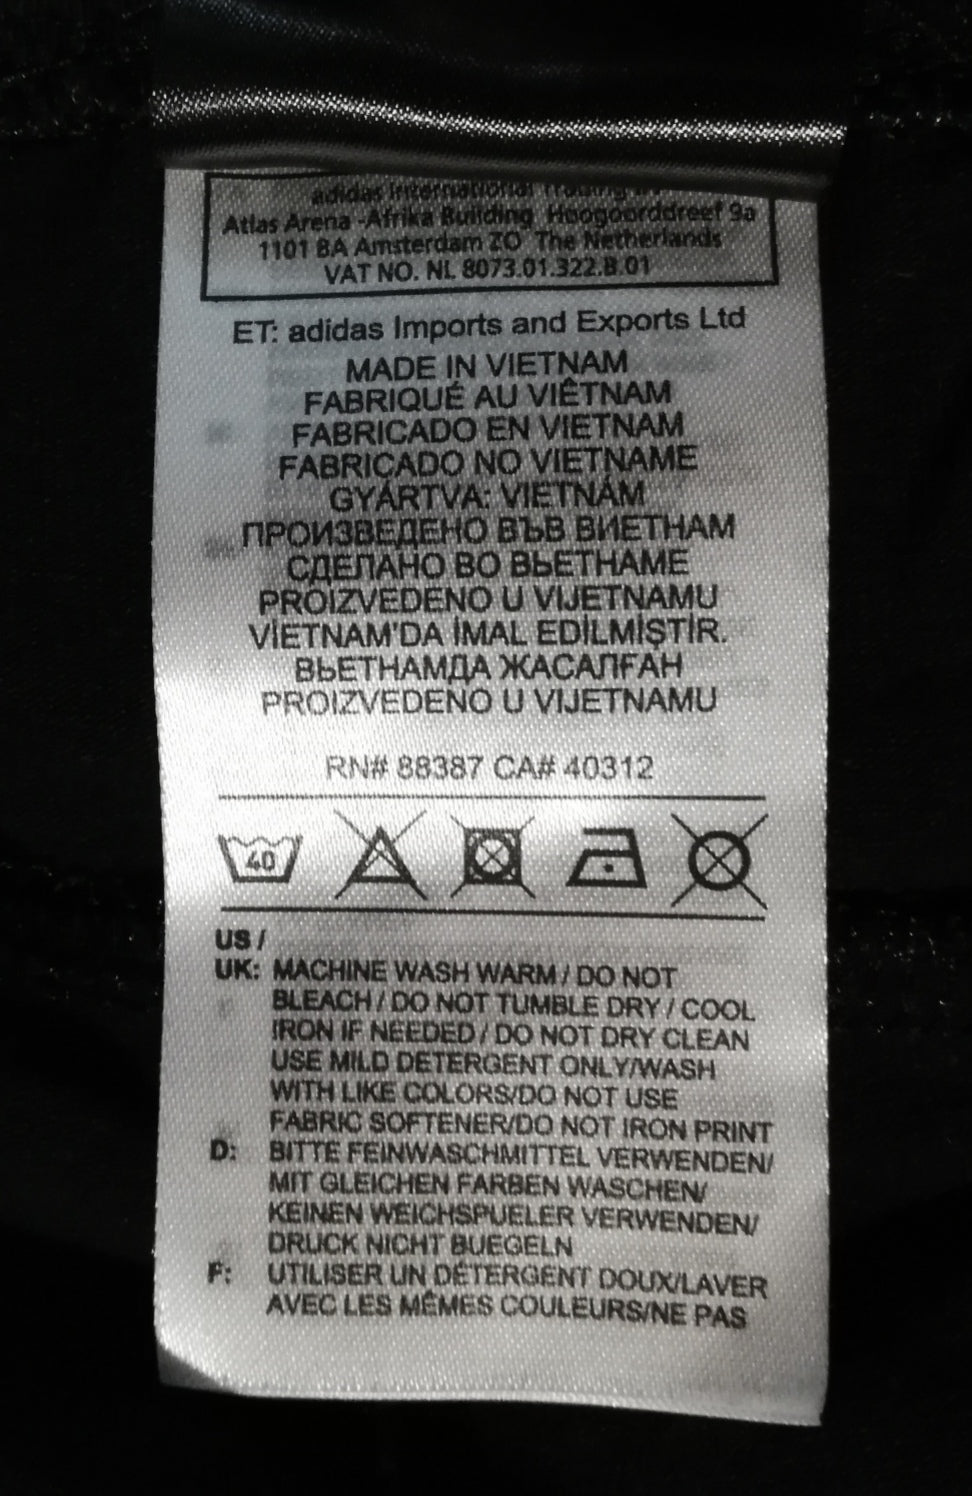 adidas International Trading
Atlas Arena -Afrika Building Hoogoorddreef 9a
1101 BA Amsterdam ZO The Netherlands
VAT NO. NL 8073.01.322.B.01
ET: adidas Imports and Exports Ltd
MADE IN VIETNAM
FABRIQUÉ AU VIÊTNAM
FABRICADO EN VIETNAM
FABRICADO NO VIETNAME
GYÁRTVA: VIETNÁM
ПРОИЗВЕДЕНО ВЪВ ВИЕТНАМ
СДЕЛАНО ВО ВЬЕТНАМЕ
PROIZVEDENO U VIJETNAMU
VİETNAM'DA İMAL EDİLMİŞTİR.
ВЬЕТНАМДА ЖАСАЛҒАН
PROIZVEDENO U VIJETNAMU
RN# 88387 CA# 40312
40
US /
UK: MACHINE WASH WARM / DO NOT
BLEACH / DO NOT TUMBLE DRY / COOL
IRON IF NEEDED / DO NOT DRY CLEAN
USE MILD DETERGENT ONLY/WASH
WITH LIKE COLORS/DO NOT USE
FABRIC SOFTENER/DO NOT IRON PRINT
D: BITTE FEINWASCHMITTEL VERWENDEN/
MIT GLEICHEN FARBEN WASCHEN/
KEINEN WEICHSPUELER VERWENDEN/
DRUCK NICHT BUEGELN
F: UTILISER UN DÉTERGENT DOUX/LAVER
AVEC LES MÊMES COULEURS/NE PAS